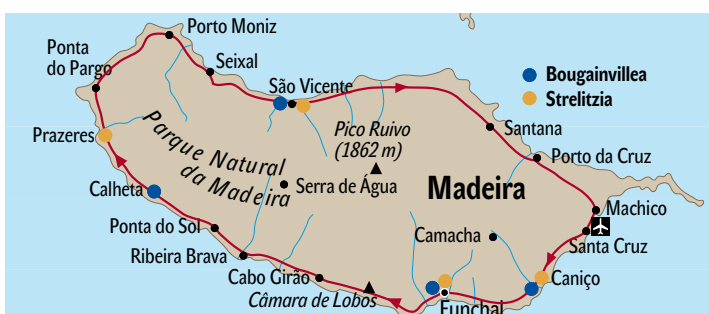 Porto Moniz
Ponta
do Pargo
Seixal
São Vicente
Bougainvillea
Strelitzia
Prazeres
Parque Natural
da Madeira
Pico Ruivo
(1862 m)
Santana
Porto da Cruz
Calheta
Serra de Água
Madeira
Machico
Ponta do Sol
Camacha
Santa Cruz
Ribeira Brava
Cabo Girão
Caniço
Câmara de Lobos
Funchal